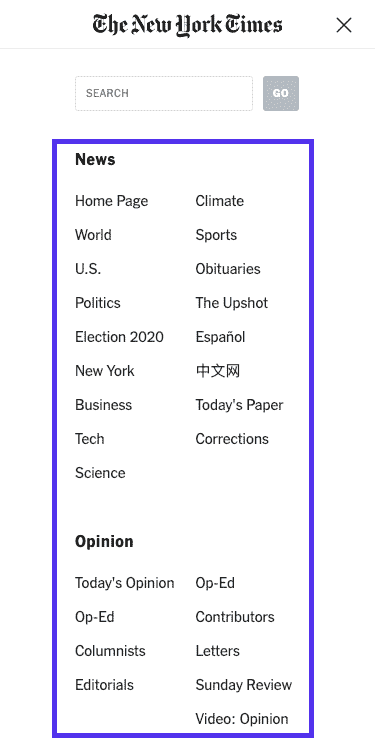 The New York Times
SEARCH
GO
News
Home Page
World
U.S.
Politics
Election 2020
New York
Business
Tech
Science
Climate
Sports
Obituaries
The Upshot
Español
中文网
Today's Paper
Corrections
Opinion
Today's Opinion
Op-Ed
Columnists
Editorials
Op-Ed
Contributors
Letters
Sunday Review
Video: Opinion